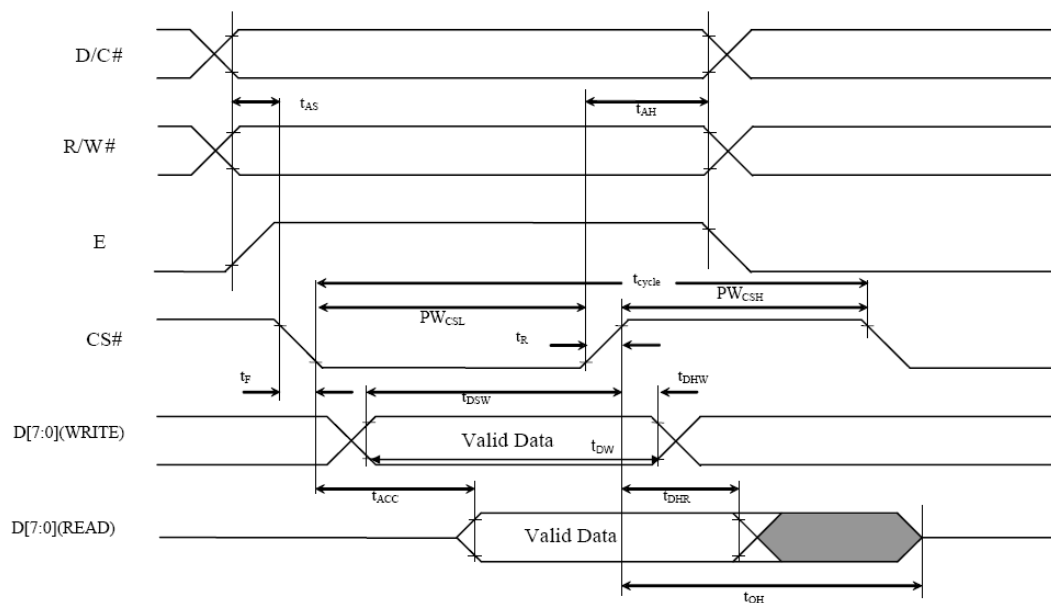 D/C#
tAS
tAH
R/W#
E
tcycle
PWCSL
PWCSH
CS#
tR
tF
tDSW
tDHW
D[7:0](WRITE)
Valid Data
tDW
tACC
tDHR
D[7:0](READ)
Valid Data
tOH